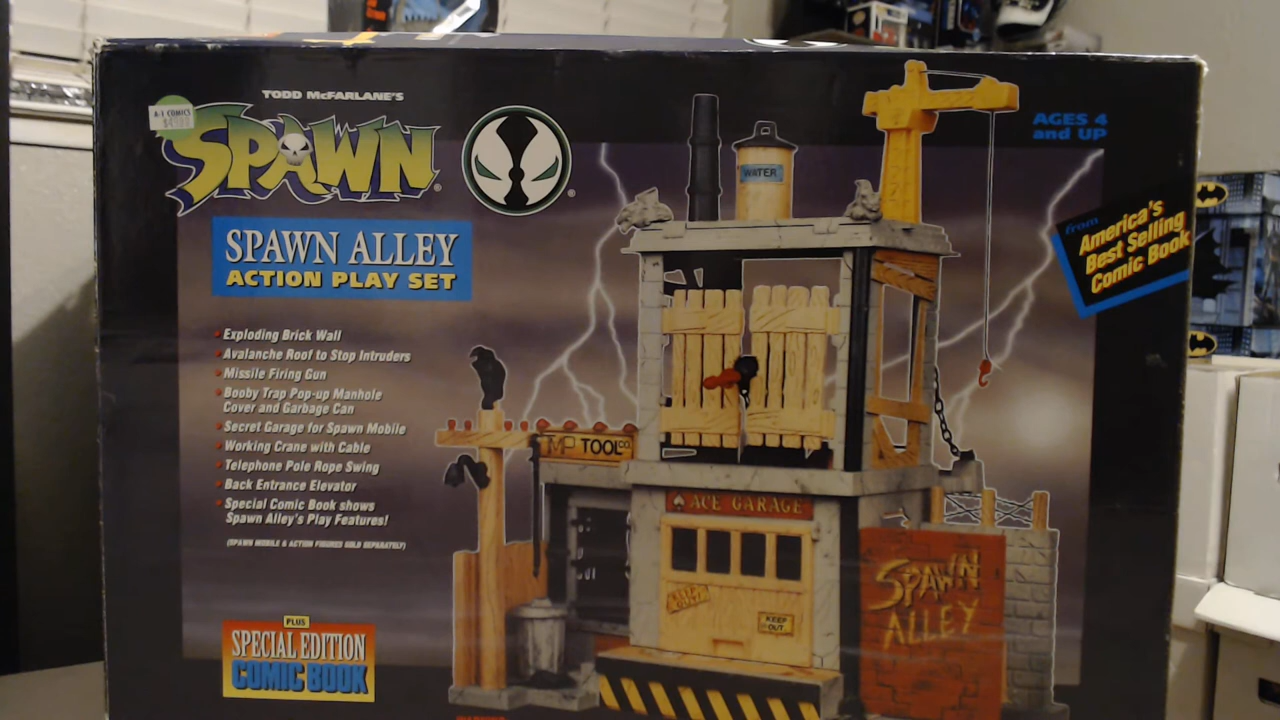 TODD McFARLANE'S
A-1 COMICS
SPAWN
SPAWN ALLEY
ACTION PLAY SET
Exploding Brick Wall
Avalanche Roof to Stop Intruders
Missile Firing Gun
Booby Trap Pop-up Manhole
Cover and Garbage Can
Secret Garage for Spawn Mobile
Working Crane with Cable
Telephone Pole Rope Swing
Back Entrance Elevator
Special Comic Book shows
Spawn Alley's Play Features!
(SPAWN MOBILE & ACTION FIGURES SOLD SEPARATELY)
PLUS
SPECIAL EDITION
COMIC BOOK
AGES 4
and UP
from
America's
Best Selling
Comic Book
WATER
MP TOOL CO.
ACE GARAGE
KEEP
OUT
KEEP
OUT
SPAWN
ALLEY